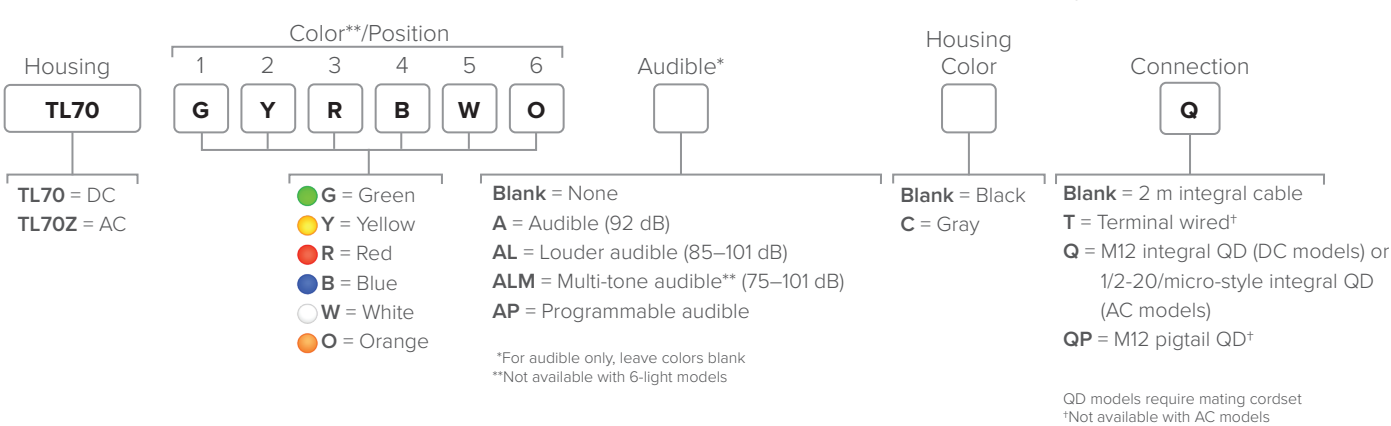 Color**/Position
Housing 1 2 3 4 5 6 Audible* Housing Color Connection
TL70 G Y R B W O Q
TL70 = DC
TL70Z = AC
G = Green
Y = Yellow
R = Red
B = Blue
W = White
O = Orange
Blank = None
A = Audible (92 dB)
AL = Louder audible (85–101 dB)
ALM = Multi-tone audible** (75–101 dB)
AP = Programmable audible
*For audible only, leave colors blank
**Not available with 6-light models
Blank = Black
C = Gray
Blank = 2 m integral cable
T = Terminal wired†
Q = M12 integral QD (DC models) or
1/2-20/micro-style integral QD
(AC models)
QP = M12 pigtail QD†
QD models require mating cordset
†Not available with AC models